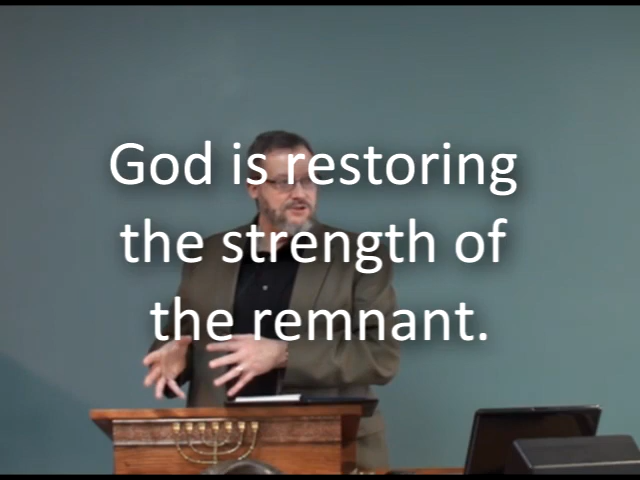 God is restoring
the strength of
the remnant.